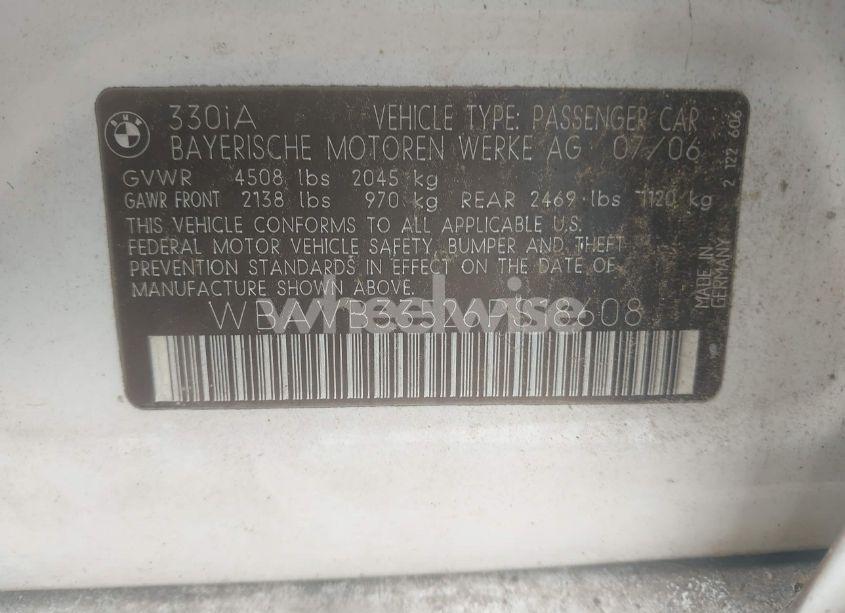 BMW
330iA VEHICLE TYPE: PASSENGER CAR
BAYERISCHE MOTOREN WERKE AG 07/06
GVWR 4508 lbs 2045 kg
GAWR FRONT 2138 lbs 970 kg REAR 2469 lbs 1120 kg
THIS VEHICLE CONFORMS TO ALL APPLICABLE U.S.
FEDERAL MOTOR VEHICLE SAFETY, BUMPER AND THEFT
PREVENTION STANDARDS IN EFFECT ON THE DATE OF
MANUFACTURE SHOWN ABOVE.
wheelwise
2 122 606
MADE IN
GERMANY